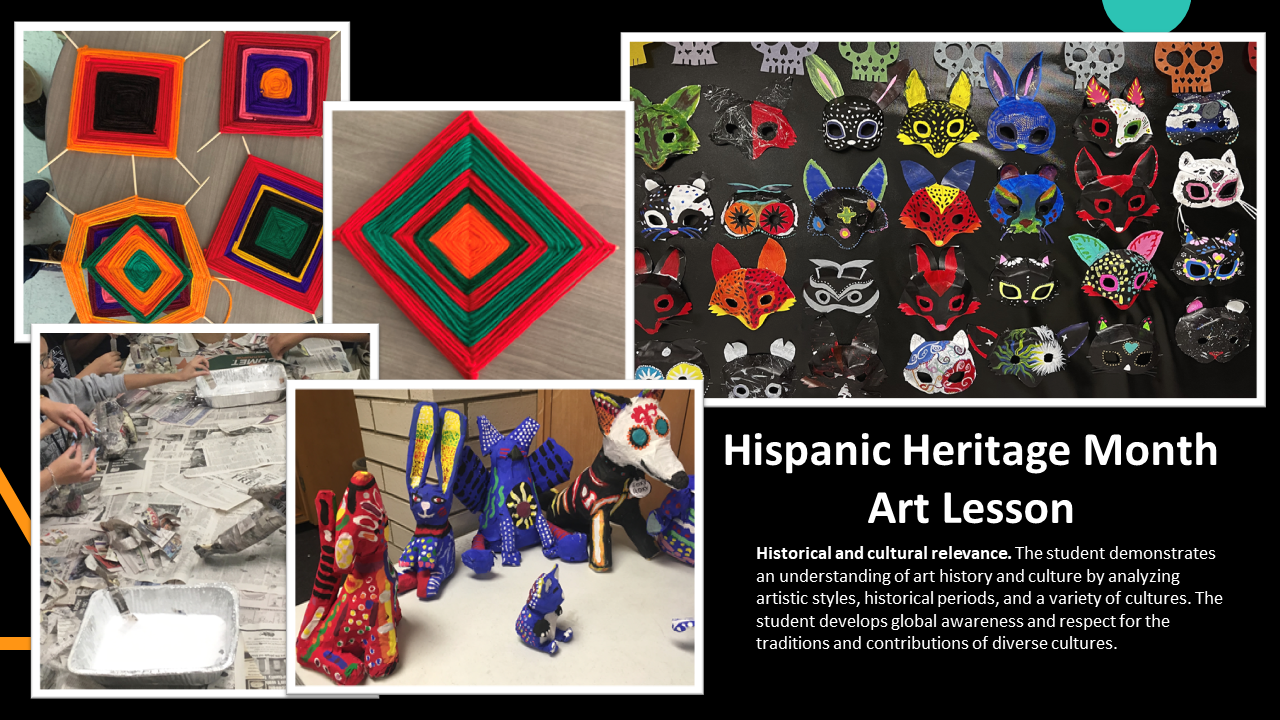 Hispanic Heritage Month
Art Lesson
Historical and cultural relevance. The student demonstrates
an understanding of art history and culture by analyzing
artistic styles, historical periods, and a variety of cultures. The
student develops global awareness and respect for the
traditions and contributions of diverse cultures.